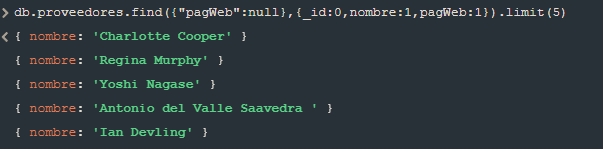 > db.proveedores.find({"pagWeb":null},{_id:0,nombre:1,pagWeb:1}).limit(5)
< { nombre: 'Charlotte Cooper' }
{ nombre: 'Regina Murphy' }
{ nombre: 'Yoshi Nagase' }
{ nombre: 'Antonio del Valle Saavedra ' }
{ nombre: 'Ian Devling' }